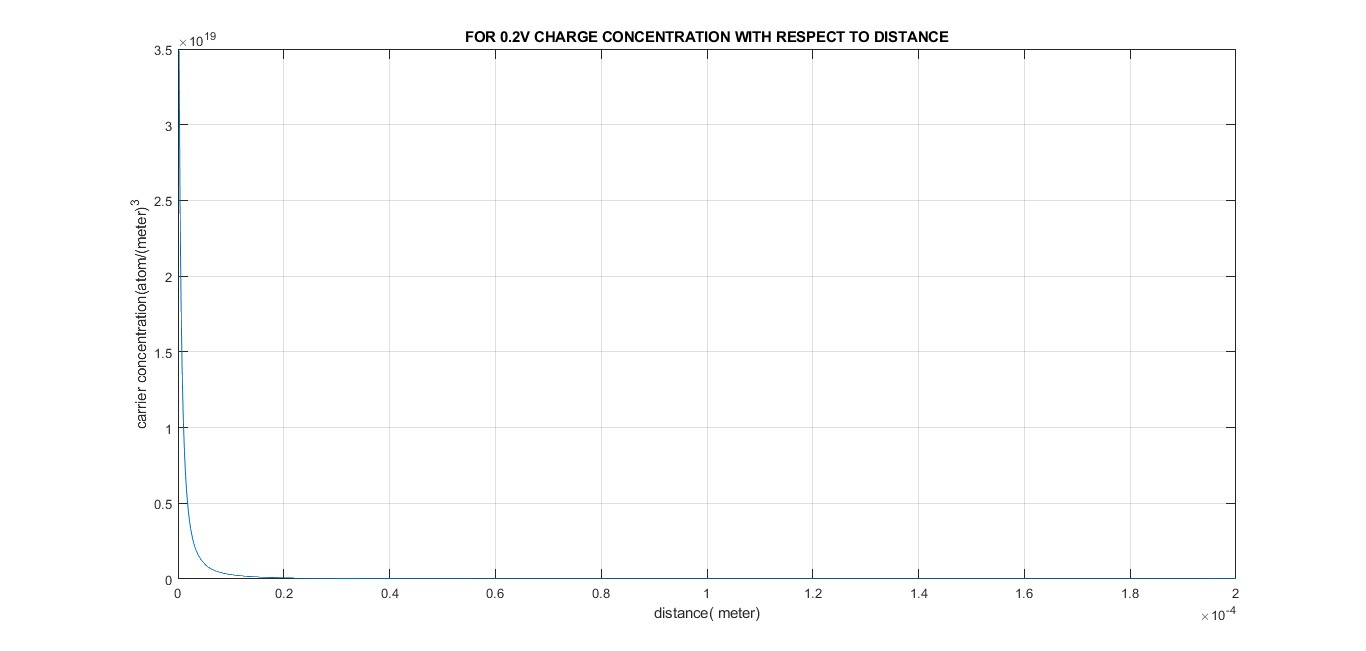 FOR 0.2V CHARGE CONCENTRATION WITH RESPECT TO DISTANCE
×10^19
3.5
3
2.5
2
1.5
1
0.5
0
carrier concentration(atom/(meter)^3
0 0.2 0.4 0.6 0.8 1 1.2 1.4 1.6 1.8 2
distance( meter)
×10^-4